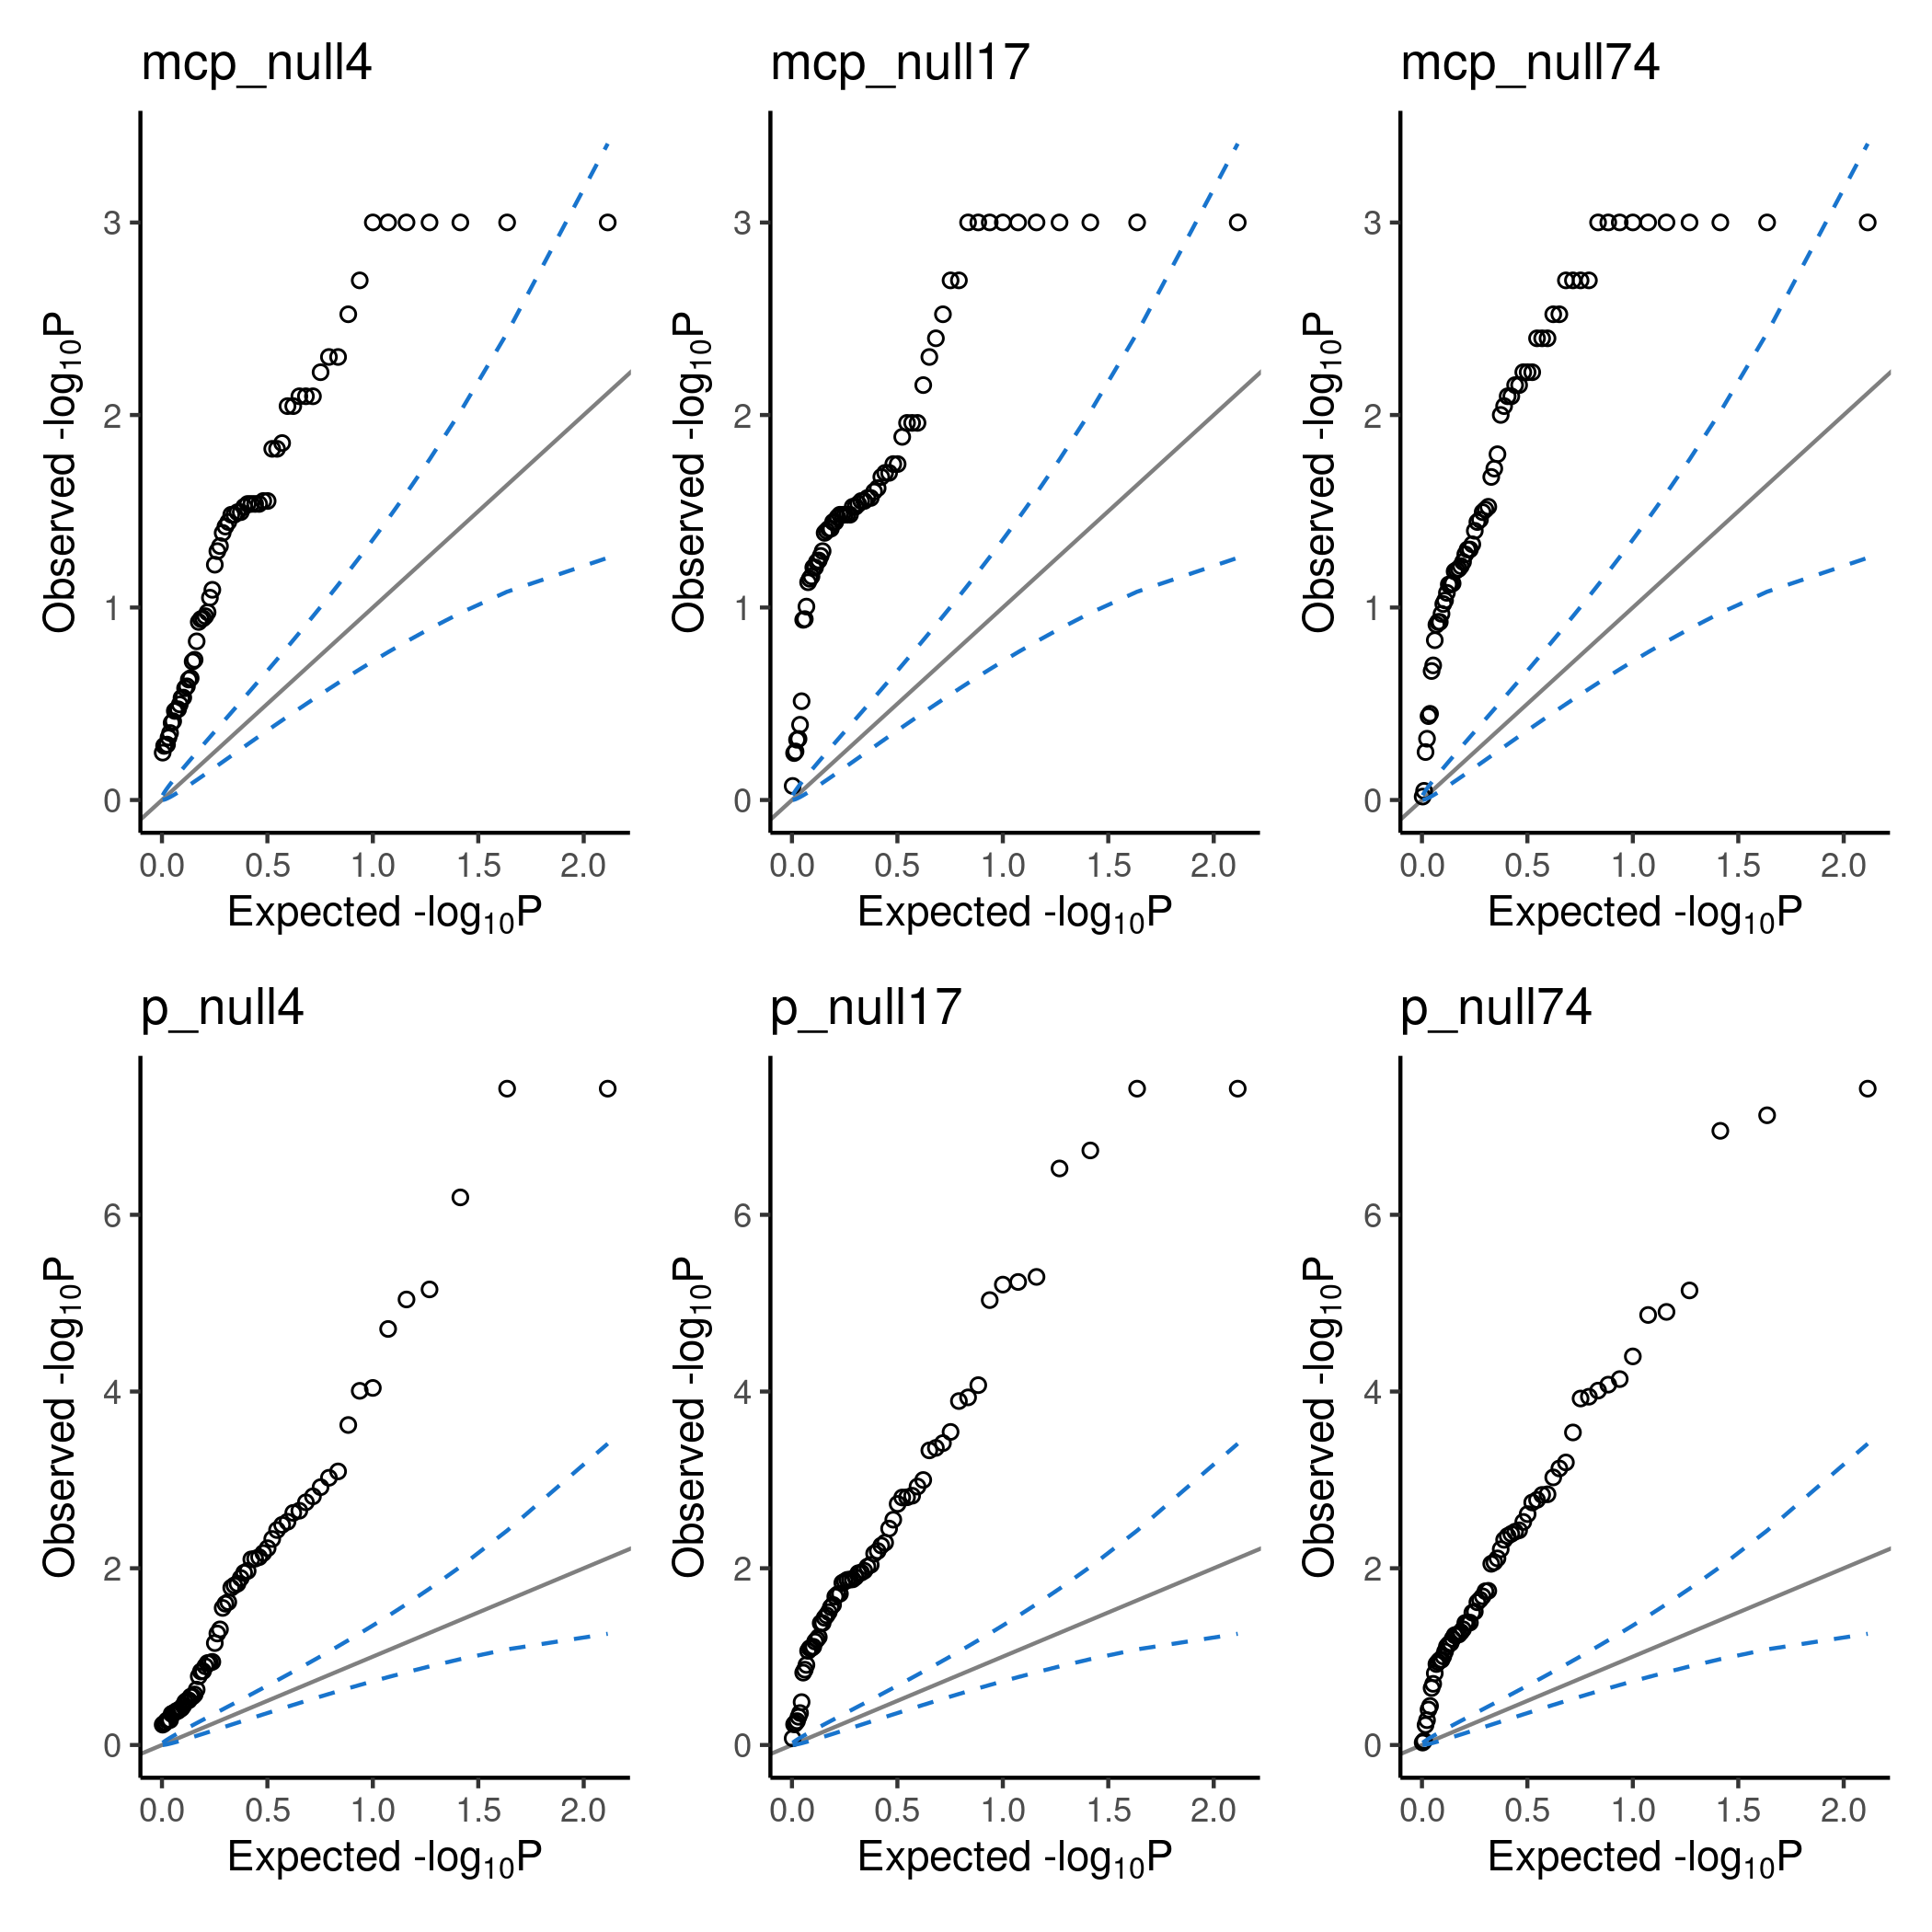 mcp_null4 mcp_null17 mcp_null74
Observed -log₁₀P Observed -log₁₀P Observed -log₁₀P
3 3 3
2 2 2
1 1 1
0 0 0
0.0 0.5 1.0 1.5 2.0 0.0 0.5 1.0 1.5 2.0 0.0 0.5 1.0 1.5 2.0
Expected -log₁₀P Expected -log₁₀P Expected -log₁₀P
p_null4 p_null17 p_null74
Observed -log₁₀P Observed -log₁₀P Observed -log₁₀P
6 6 6
4 4 4
2 2 2
0 0 0
0.0 0.5 1.0 1.5 2.0 0.0 0.5 1.0 1.5 2.0 0.0 0.5 1.0 1.5 2.0
Expected -log₁₀P Expected -log₁₀P Expected -log₁₀P